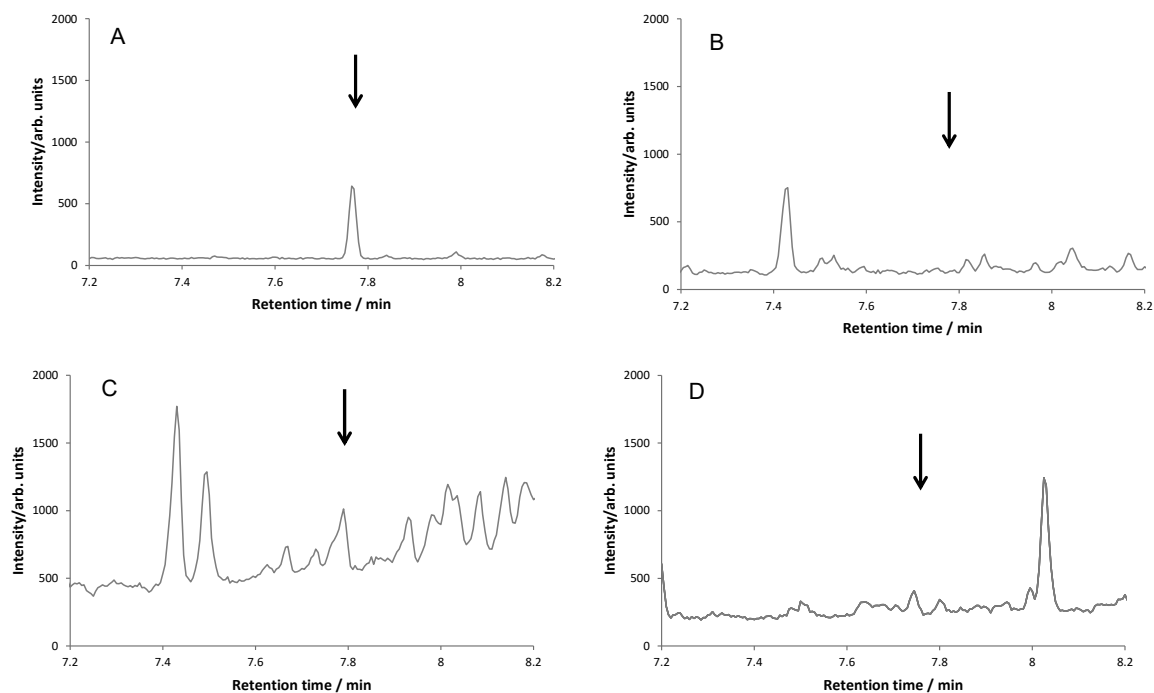 A
Intensity/arb. units
2000
1500
1000
500
0
7.2 7.4 7.6 7.8 8 8.2
Retention time / min
B
Intensity/arb. units
2000
1500
1000
500
0
7.2 7.4 7.6 7.8 8 8.2
Retention time / min
C
Intensity/arb. units
2000
1500
1000
500
0
7.2 7.4 7.6 7.8 8 8.2
Retention time / min
D
Intensity/arb. units
2000
1500
1000
500
0
7.2 7.4 7.6 7.8 8 8.2
Retention time / min